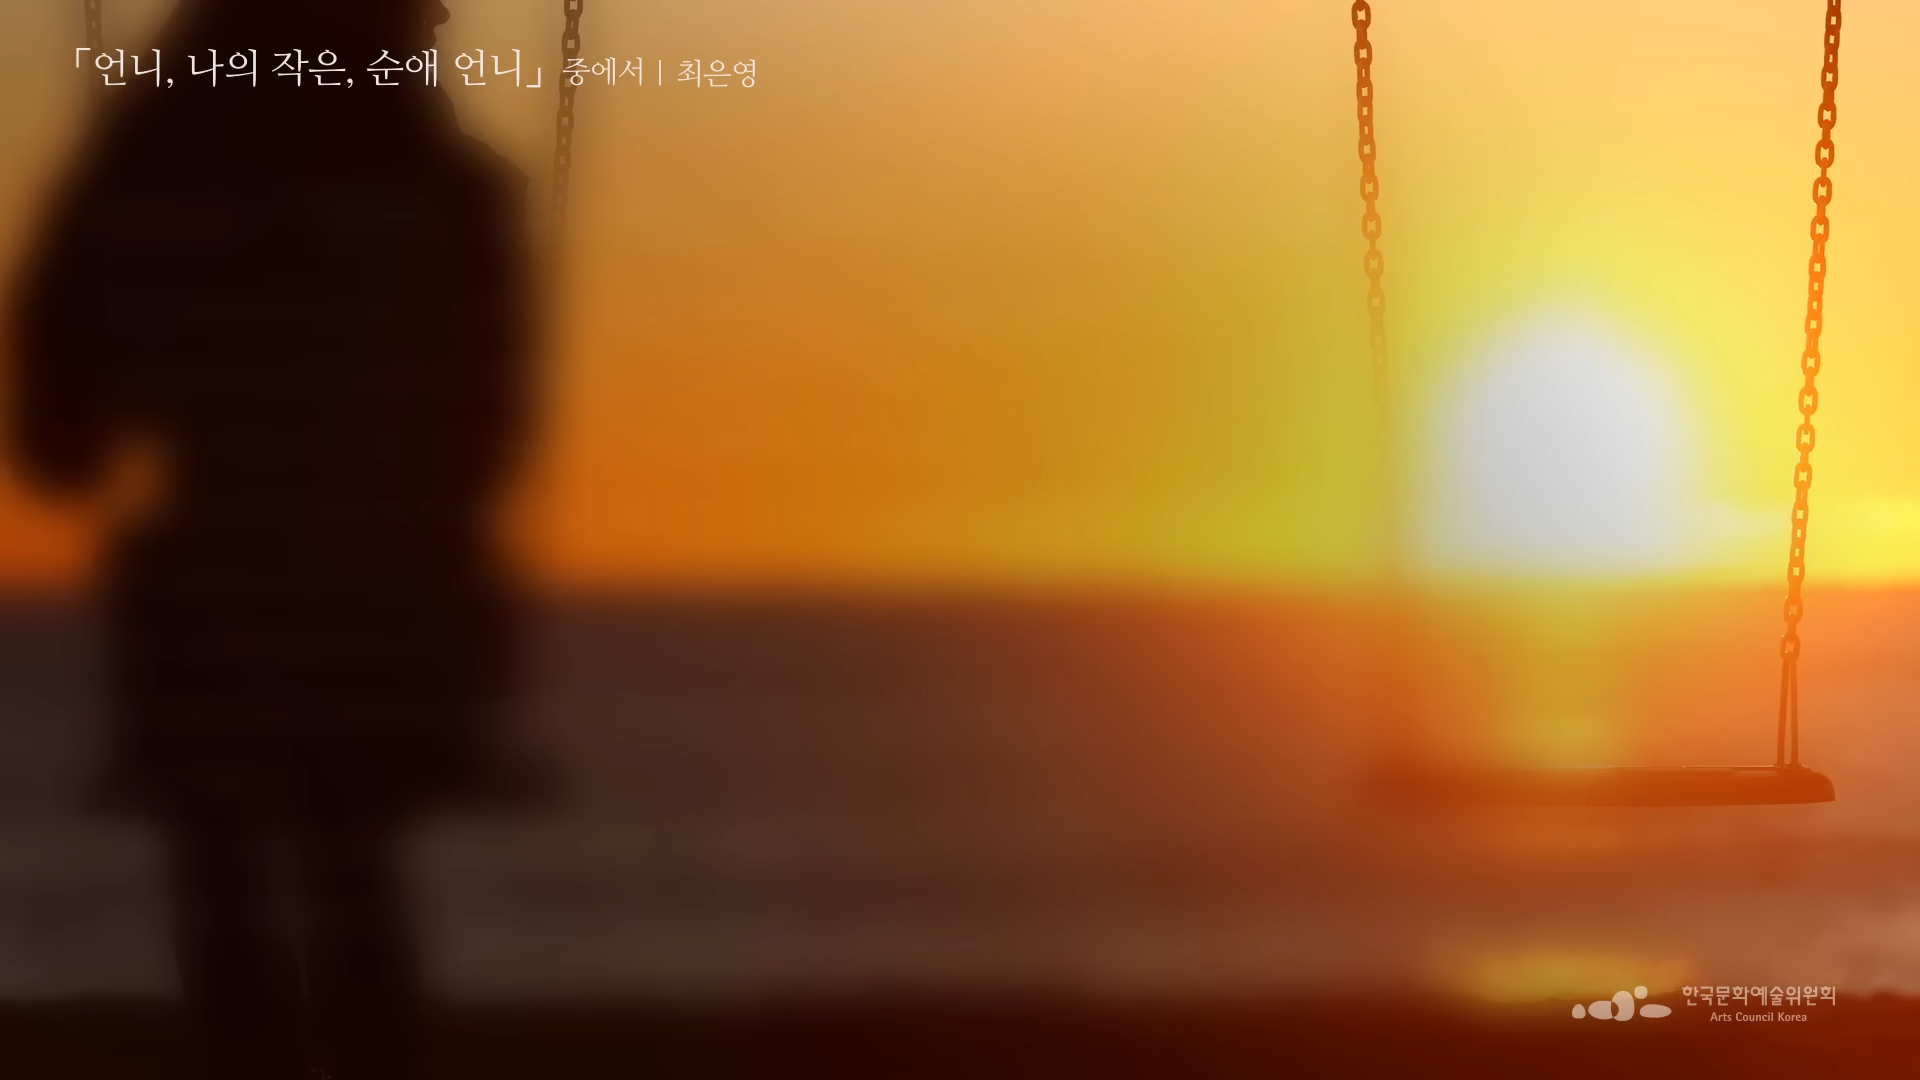 「언니, 나의 작은, 순애 언니」 중에서 | 최은영
한국문화예술위원회
Arts Council Korea